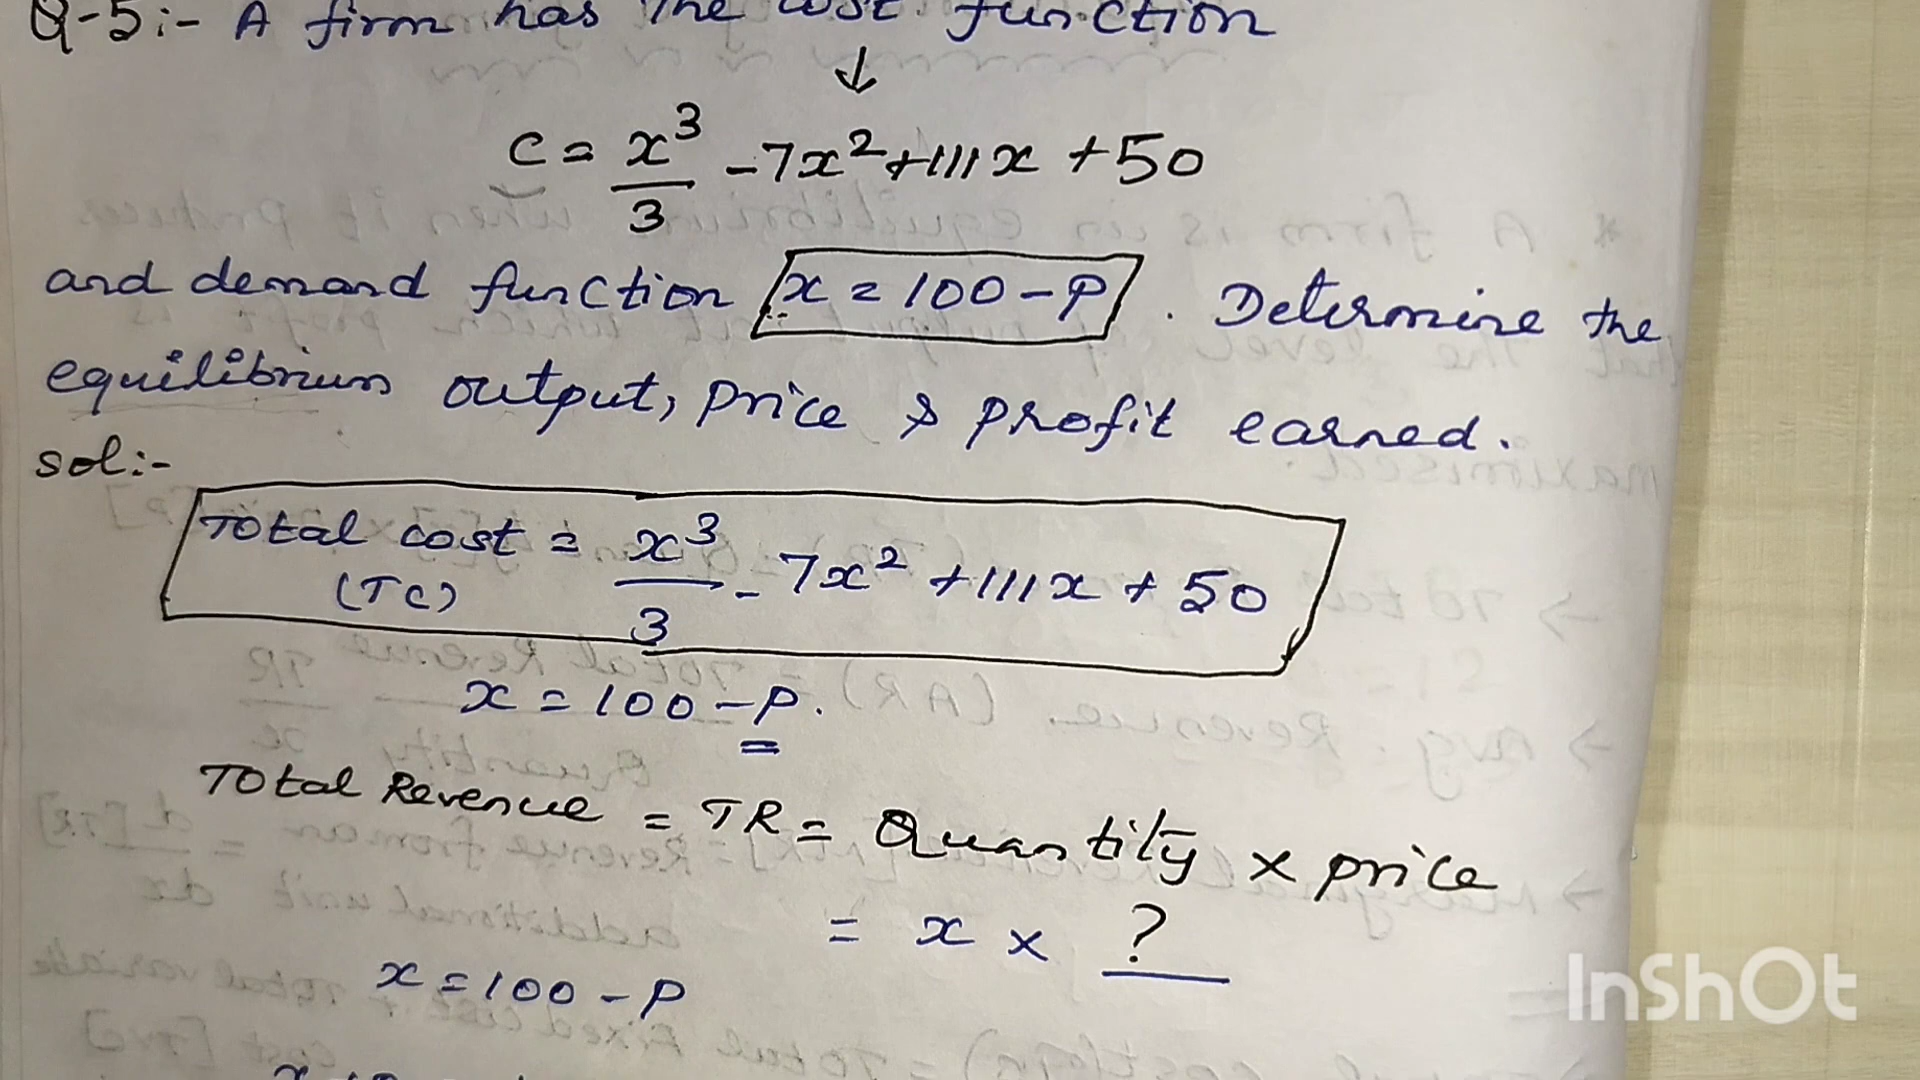 Q-5:- A firm has the cost function
↓
C = x³/3 - 7x² + 111x + 50
and demand function x = 100 - P. Determine the
equilibrium output, price & profit earned.
Sol:-
Total cost = x³/3 - 7x² + 111x + 50
(TC)
x = 100 - P.
Total Revenue = TR = Quantity × price
= x × ?
x = 100 - P
InShOt